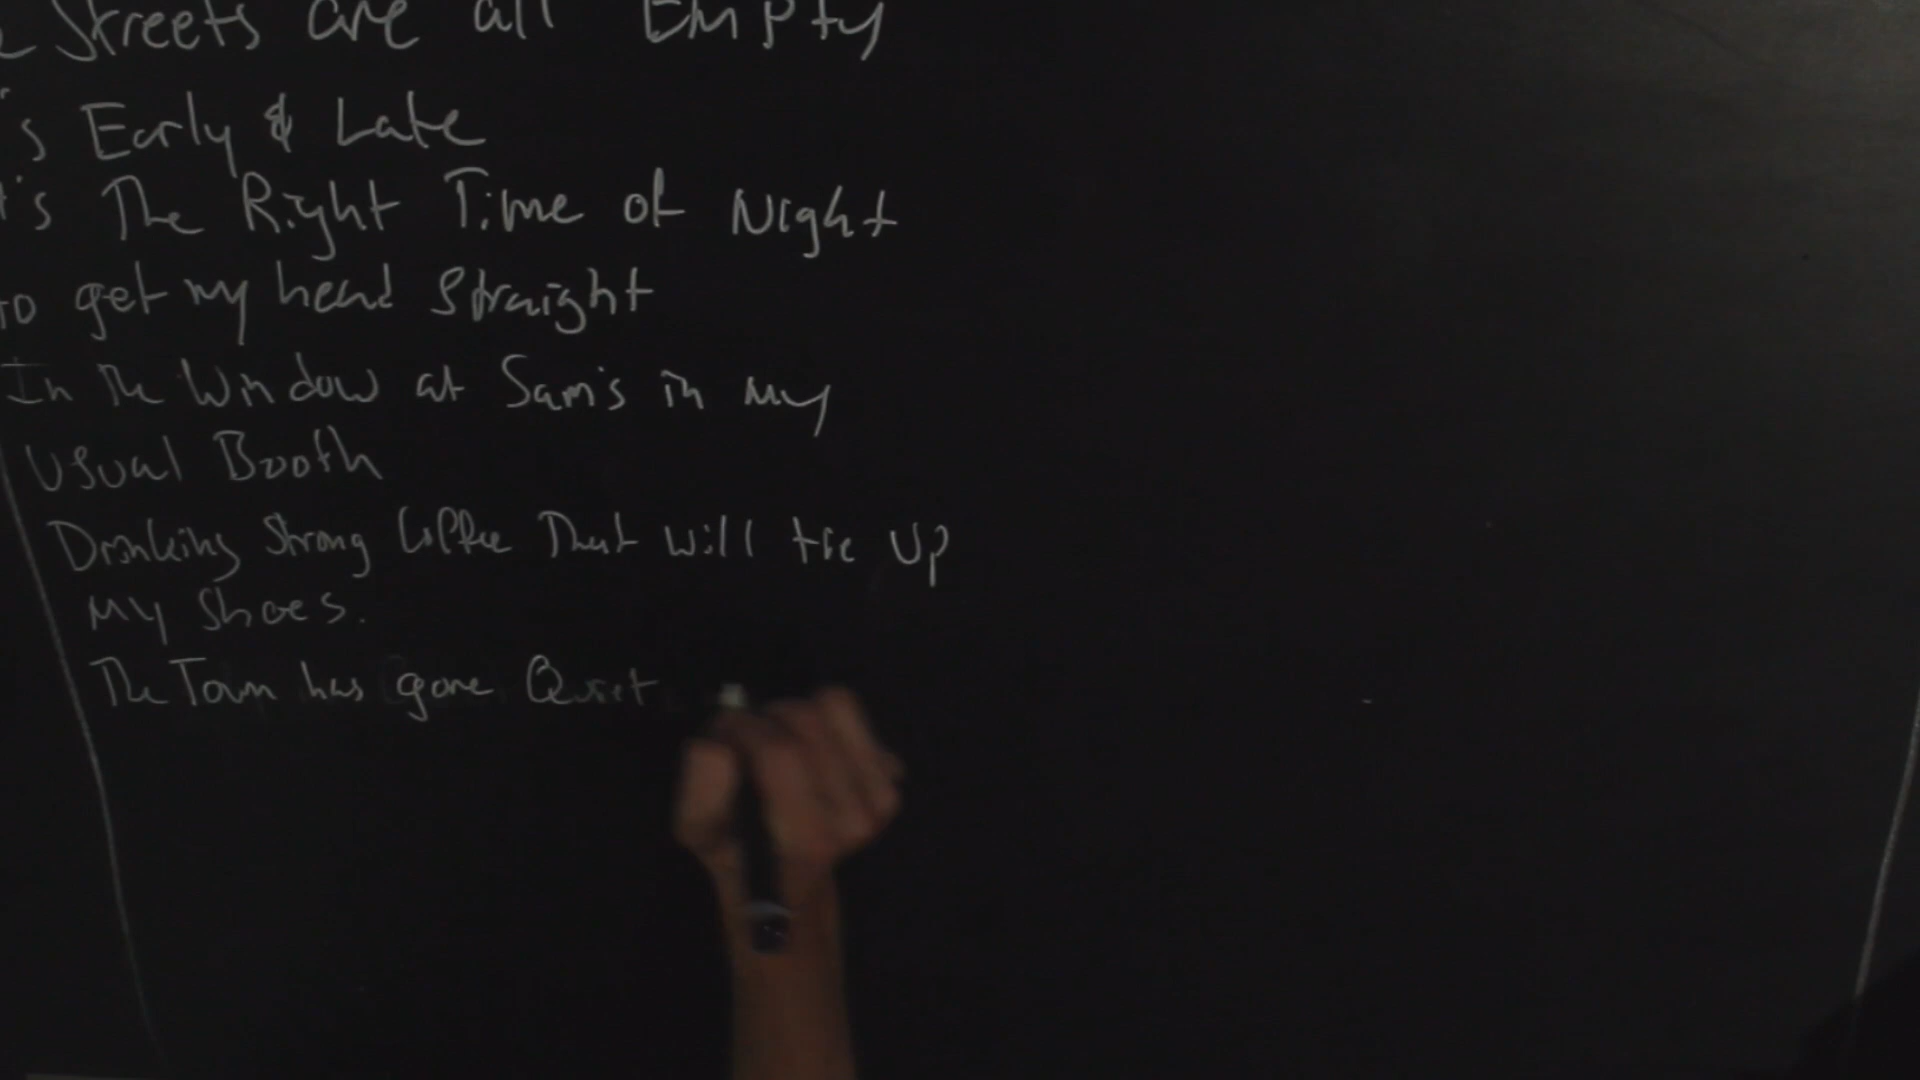 Streets are all Empty
's Early & Late
t's The Right Time of Night
to get my head Straight
In The Window at Sam's in my
Usual Booth
Drinking Strong Coffee That will tie Up
My Shoes.
The Town has gone Quiet